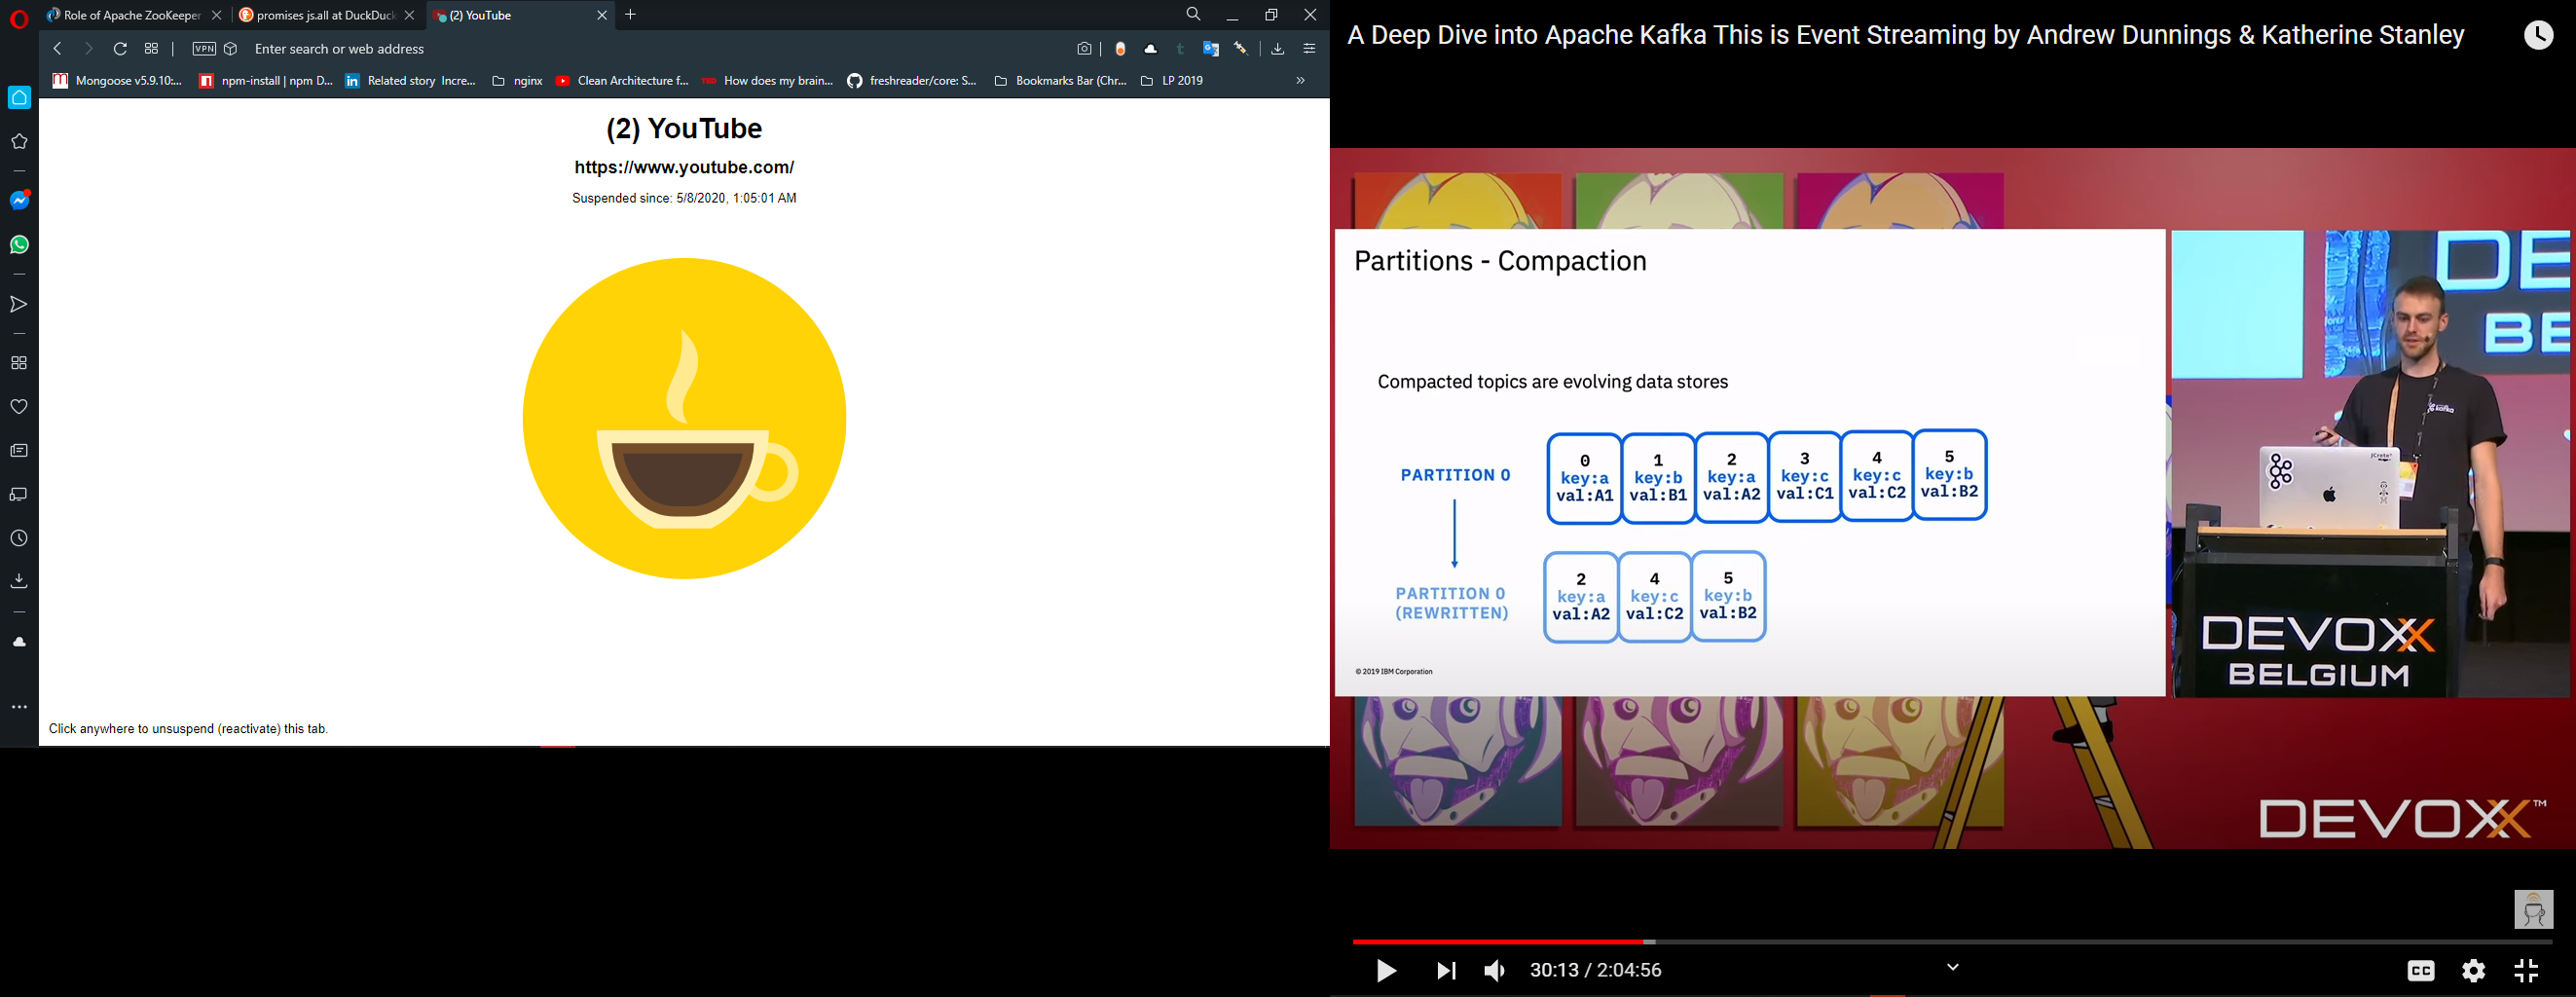 Role of Apache ZooKeeper
promises js.all at DuckDuck
(2) YouTube
VPN
Enter search or web address
Mongoose v5.9.10:...
npm-install | npm D...
Related story Incre...
nginx
Clean Architecture f...
How does my brain...
freshreader/core: S...
Bookmarks Bar (Chr...
LP 2019
(2) YouTube
https://www.youtube.com/
Suspended since: 5/8/2020, 1:05:01 AM
Click anywhere to unsuspend (reactivate) this tab.
A Deep Dive into Apache Kafka This is Event Streaming by Andrew Dunnings & Katherine Stanley
Partitions - Compaction
Compacted topics are evolving data stores
PARTITION 0
0 key:a val:A1
1 key:b val:B1
2 key:a val:A2
3 key:c val:C1
4 key:c val:C2
5 key:b val:B2
PARTITION 0
(REWRITTEN)
2 key:a val:A2
4 key:c val:C2
5 key:b val:B2
© 2019 IBM Corporation
DE
BE
kafka
DEVOXX
BELGIUM
DEVOXX™
30:13 / 2:04:56
CC